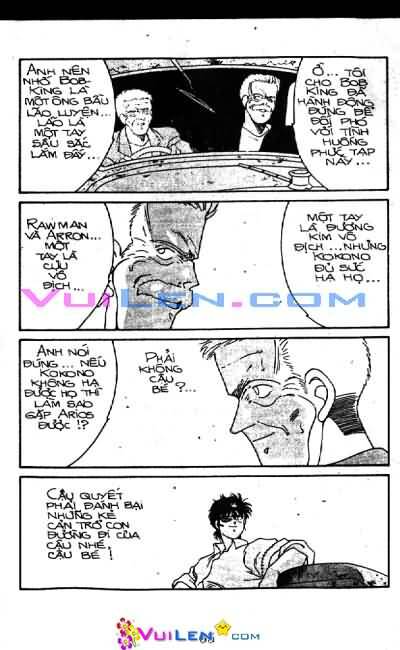 ANH NÊN
NHỚ BOB-
KING LÀ
MỘT ÔNG BẦU
LÃO LUYỆN...
LÃO LÀ
MỘT TAY
SÂU SẮC
LẮM ĐẤY...
Ồ... TÔI
CHO BOB
KING ĐÃ
HÀNH ĐỘNG
ĐÚNG ĐỂ
ĐỐI PHÓ
VỚI TÌNH
HUỐNG
PHỨC TẠP
NÀY...
RAWMAN
VÀ ARRON...
MỘT
TAY LÀ
CỰU
VÔ
ĐỊCH...
MỘT TAY
LÀ ĐƯƠNG
KIM VÔ
ĐỊCH...NHƯNG
KOKONO
ĐỦ SỨC
HẠ HỌ...
VUILEN.COM
ANH NÓI
ĐÚNG... NẾU
KOKONO
KHÔNG HẠ
ĐƯỢC HỌ THÌ
LÀM SAO
GẶP ARIOS
ĐƯỢC !?
PHẢI
KHÔNG
CẬU
BÉ ?...
CẬU QUYẾT
PHẢI ĐÁNH BẠI
NHỮNG KẺ
CẢN TRỞ CON
ĐƯỜNG ĐI CỦA
CẬU NHÉ,
CẬU BÉ !
VUILEN.COM